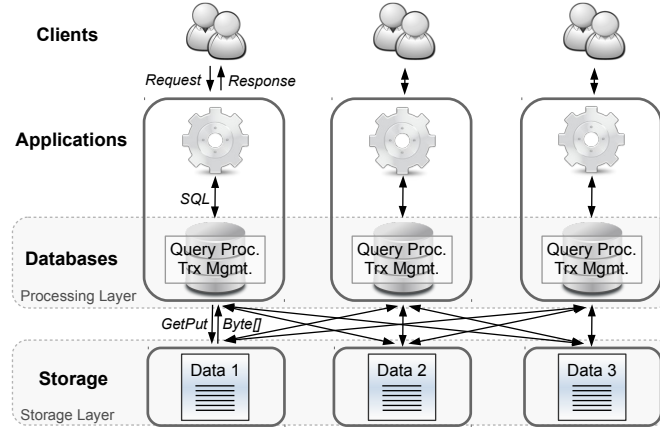 Clients
Request Response
Applications
SQL
Databases
Query Proc.
Trx Mgmt.
Query Proc.
Trx Mgmt.
Query Proc.
Trx Mgmt.
Processing Layer
GetPut Byte[]
Storage
Data 1
Data 2
Data 3
Storage Layer